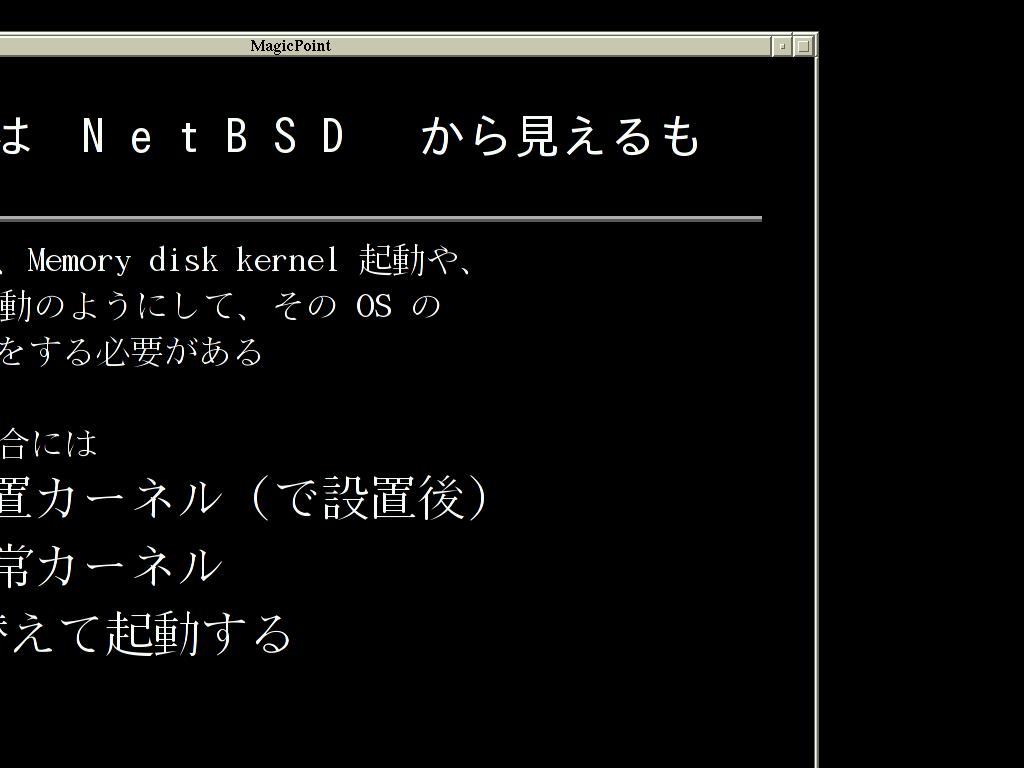 MagicPoint
は NetBSD から見えるも
、Memory disk kernel 起動や、
動のようにして、その OS の
をする必要がある
合には
置カーネル（で設置後）
常カーネル
えて起動する